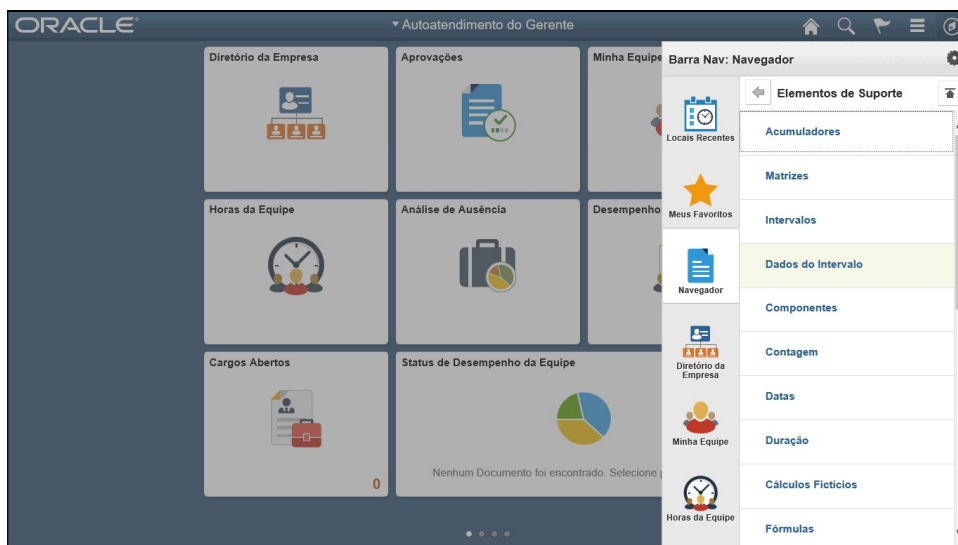 ORACLE
Autoatendimento do Gerente
Diretório da Empresa
Aprovações
Minha Equipe
Horas da Equipe
Análise de Ausência
Desempenho
Cargos Abertos
0
Status de Desempenho da Equipe
Nenhum Documento foi encontrado. Selecione
Barra Nav: Navegador
Locais Recentes
Meus Favoritos
Navegador
Diretório da
Empresa
Minha Equipe
Horas da Equipe
Elementos de Suporte
Acumuladores
Matrizes
Intervalos
Dados do Intervalo
Componentes
Contagem
Datas
Duração
Cálculos Fictícios
Fórmulas